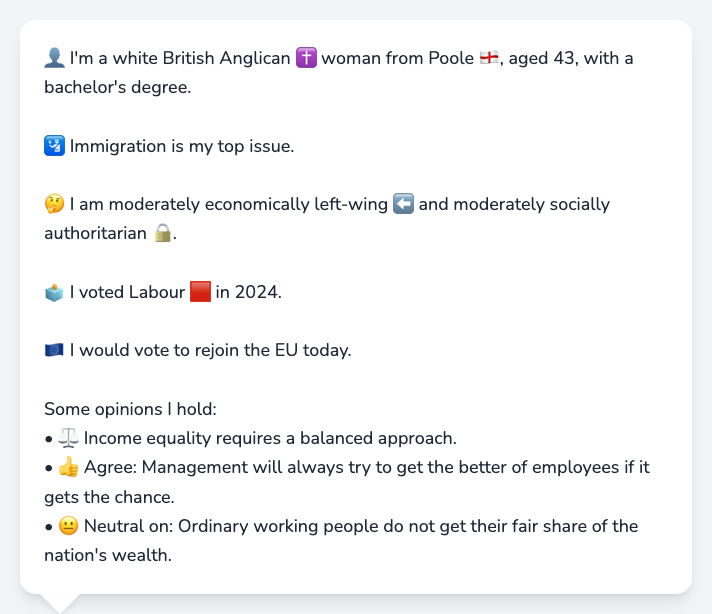 👤 I'm a white British Anglican ✝️ woman from Poole 🏴󠁧󠁢󠁥󠁮󠁧󠁿, aged 43, with a
bachelor's degree.
🛂 Immigration is my top issue.
🤔 I am moderately economically left-wing ⬅️ and moderately socially
authoritarian 🔒.
🗳️ I voted Labour 🟥 in 2024.
🇪🇺 I would vote to rejoin the EU today.
Some opinions I hold:
• ⚖️ Income equality requires a balanced approach.
• 👍 Agree: Management will always try to get the better of employees if it
gets the chance.
• 😐 Neutral on: Ordinary working people do not get their fair share of the
nation's wealth.